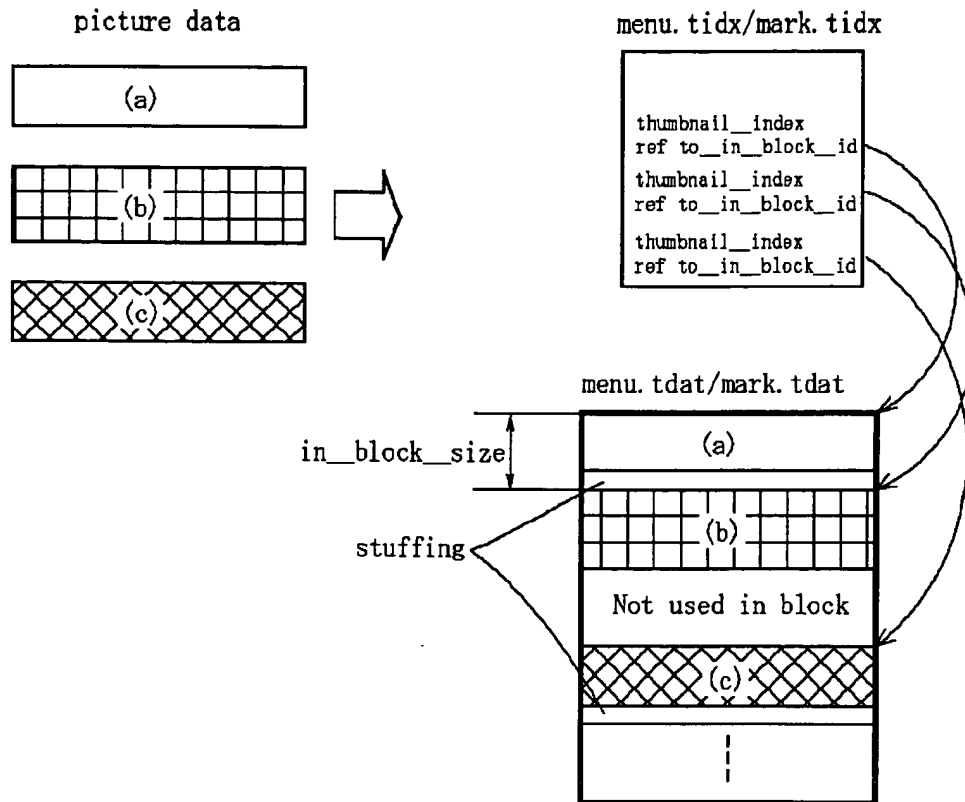 picture data
(a)
(b)
(c)
menu.tidx/mark.tidx
thumbnail__index
ref to__in__block__id
thumbnail__index
ref to__in__block__id
thumbnail__index
ref to__in__block__id
menu.tdat/mark.tdat
in__block__size
(a)
stuffing
(b)
Not used in block
(c)